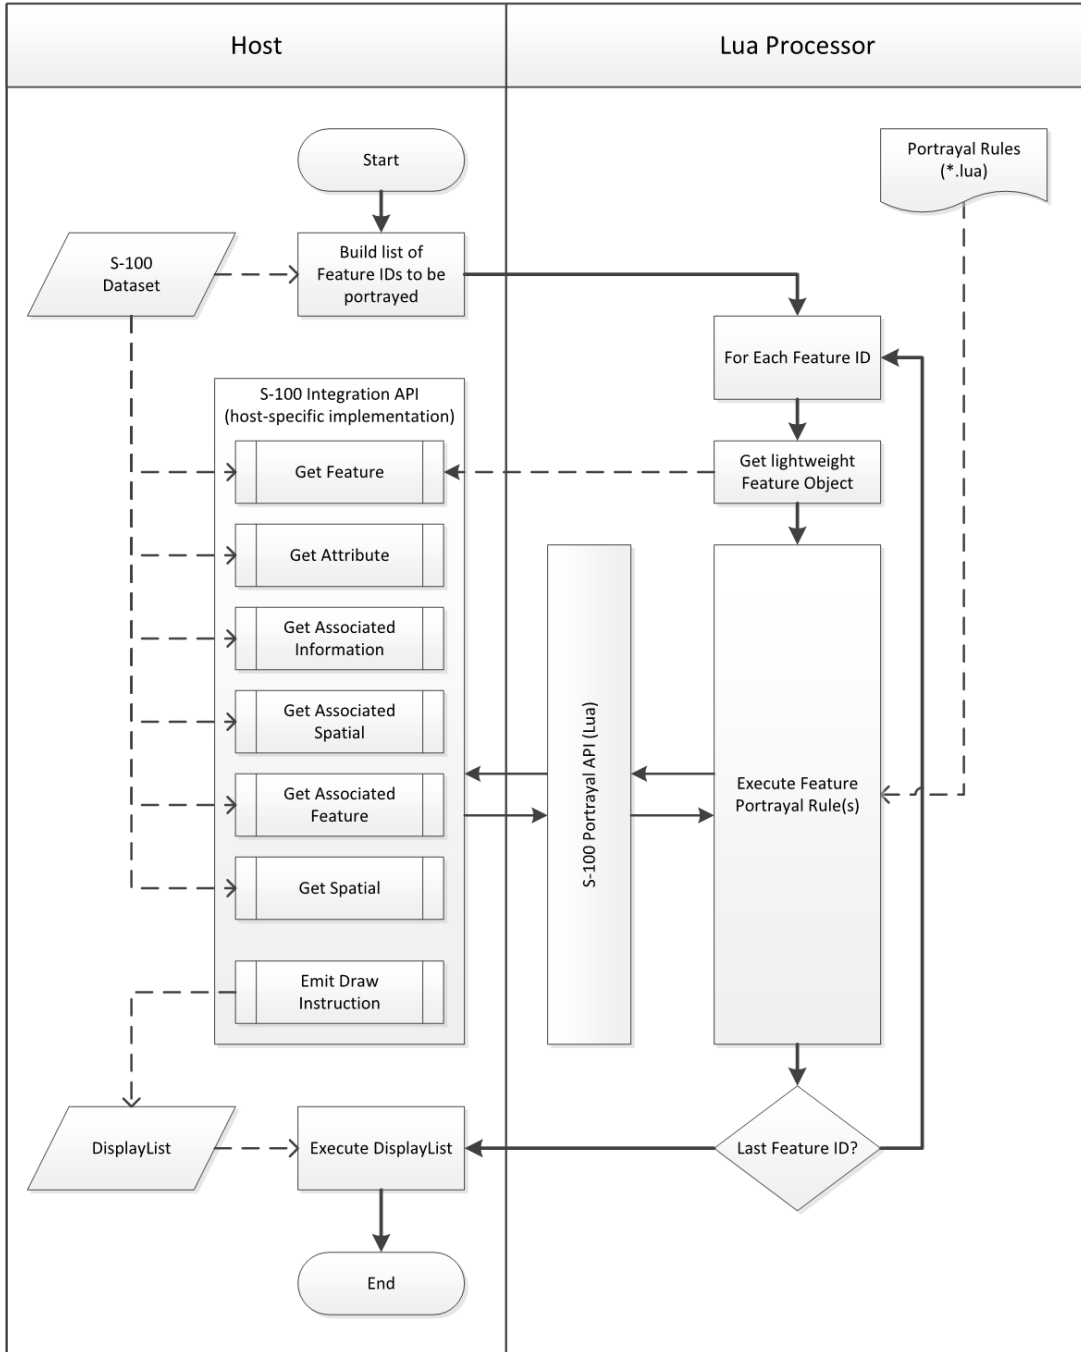 Host
Lua Processor
Start
Portrayal Rules
(*.lua)
S-100
Dataset
Build list of
Feature IDs to be
portrayed
For Each Feature ID
S-100 Integration API
(host-specific implementation)
Get Feature
Get lightweight
Feature Object
Get Attribute
Get Associated
Information
Get Associated
Spatial
Get Associated
Feature
S-100 Portrayal API (Lua)
Execute Feature
Portrayal Rule(s)
Get Spatial
Emit Draw
Instruction
DisplayList
Execute DisplayList
Last Feature ID?
End